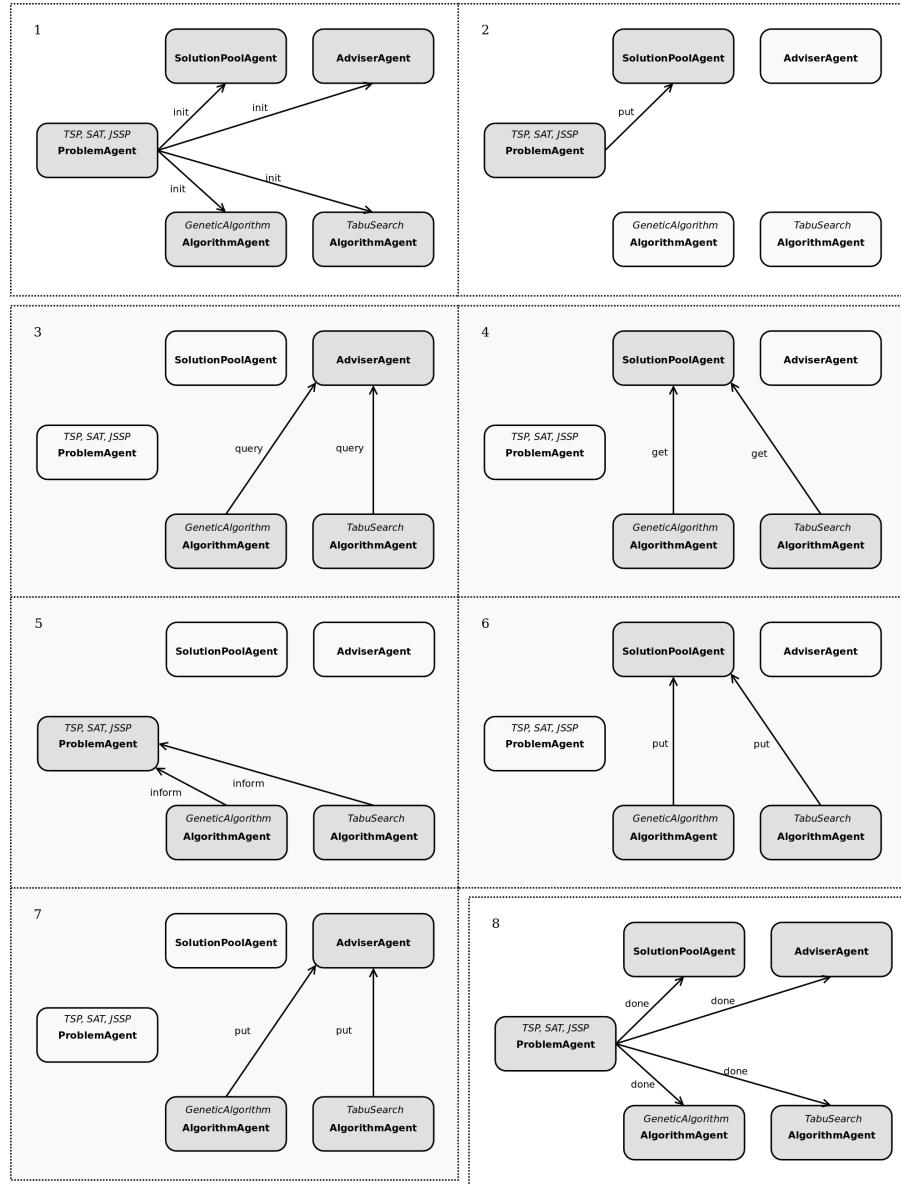 1
SolutionPoolAgent
AdviserAgent
init
init
TSP, SAT, JSSP
ProblemAgent
init
init
GeneticAlgorithm
AlgorithmAgent
TabuSearch
AlgorithmAgent
2
SolutionPoolAgent
AdviserAgent
put
TSP, SAT, JSSP
ProblemAgent
GeneticAlgorithm
AlgorithmAgent
TabuSearch
AlgorithmAgent
3
SolutionPoolAgent
AdviserAgent
TSP, SAT, JSSP
ProblemAgent
query
query
GeneticAlgorithm
AlgorithmAgent
TabuSearch
AlgorithmAgent
4
SolutionPoolAgent
AdviserAgent
TSP, SAT, JSSP
ProblemAgent
get
get
GeneticAlgorithm
AlgorithmAgent
TabuSearch
AlgorithmAgent
5
SolutionPoolAgent
AdviserAgent
TSP, SAT, JSSP
ProblemAgent
inform
inform
GeneticAlgorithm
AlgorithmAgent
TabuSearch
AlgorithmAgent
6
SolutionPoolAgent
AdviserAgent
TSP, SAT, JSSP
ProblemAgent
put
put
GeneticAlgorithm
AlgorithmAgent
TabuSearch
AlgorithmAgent
7
SolutionPoolAgent
AdviserAgent
TSP, SAT, JSSP
ProblemAgent
put
put
GeneticAlgorithm
AlgorithmAgent
TabuSearch
AlgorithmAgent
8
SolutionPoolAgent
AdviserAgent
done
done
TSP, SAT, JSSP
ProblemAgent
done
done
GeneticAlgorithm
AlgorithmAgent
TabuSearch
AlgorithmAgent